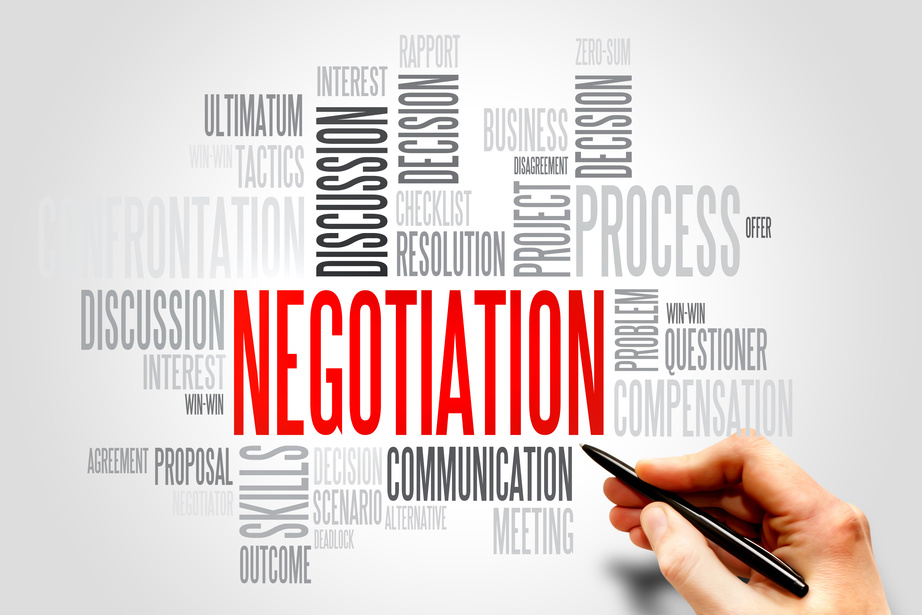 RAPPORT
ZERO-SUM
INTEREST
DECISION
DECISION
ULTIMATUM
DISCUSSION
BUSINESS
WIN-WIN
TACTICS
DISAGREEMENT
PROJECT
CONFRONTATION
CHECKLIST
PROCESS
OFFER
RESOLUTION
DISCUSSION
NEGOTIATION
PROBLEM
WIN-WIN
QUESTIONER
INTEREST
COMPENSATION
WIN-WIN
AGREEMENT
PROPOSAL
SKILLS
DECISION
COMMUNICATION
NEGOTIATOR
SCENARIO
ALTERNATIVE
MEETING
DEADLOCK
OUTCOME